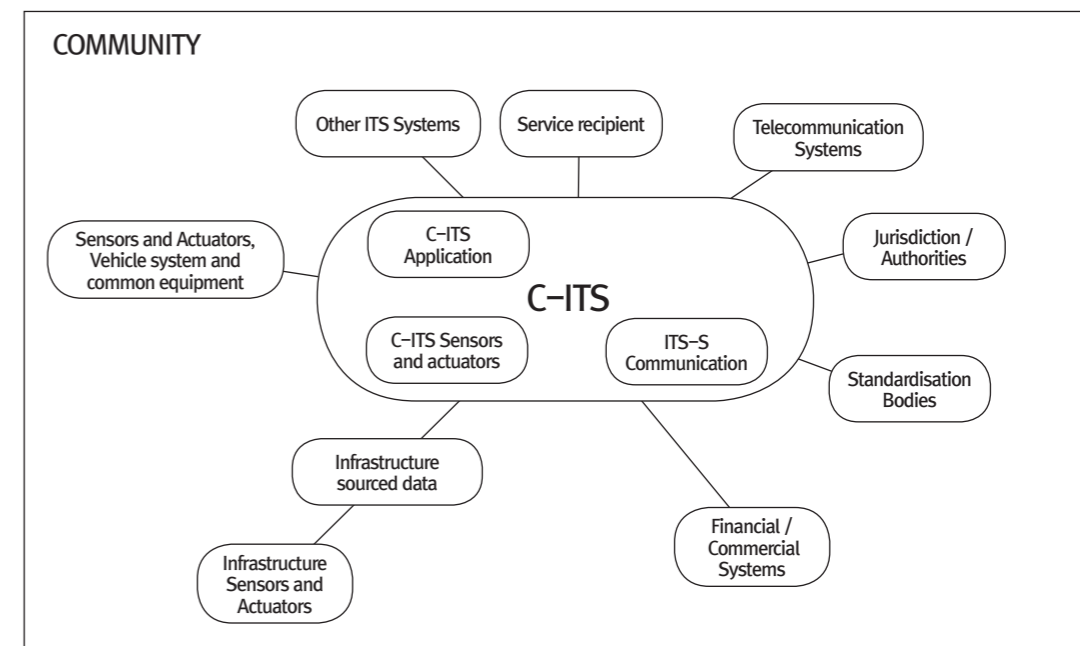 COMMUNITY
Other ITS Systems
Service recipient
Telecommunication
Systems
Sensors and Actuators,
Vehicle system and
common equipment
C–ITS
Application
Jurisdiction /
Authorities
C–ITS
C–ITS Sensors
and actuators
ITS–S
Communication
Standardisation
Bodies
Infrastructure
sourced data
Financial /
Commercial
Systems
Infrastructure
Sensors and
Actuators